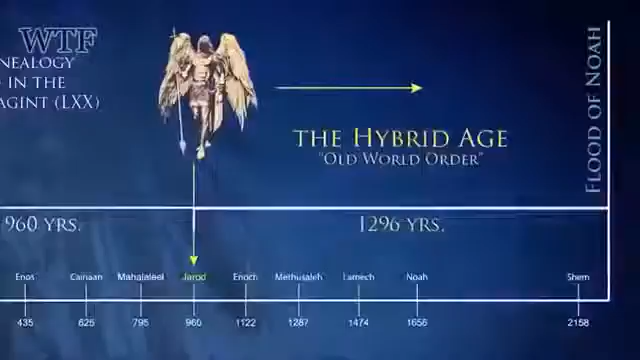 WTF
NEALOGY
IN THE
AGINT (LXX)
THE HYBRID AGE
"OLD WORLD ORDER"
FLOOD OF NOAH
960 YRS.
1296 YRS.
Enos Cainaan Mahalaleel Jarod Enoch Methusaleh Lamech Noah Shem
435 625 795 960 1122 1287 1474 1656 2158